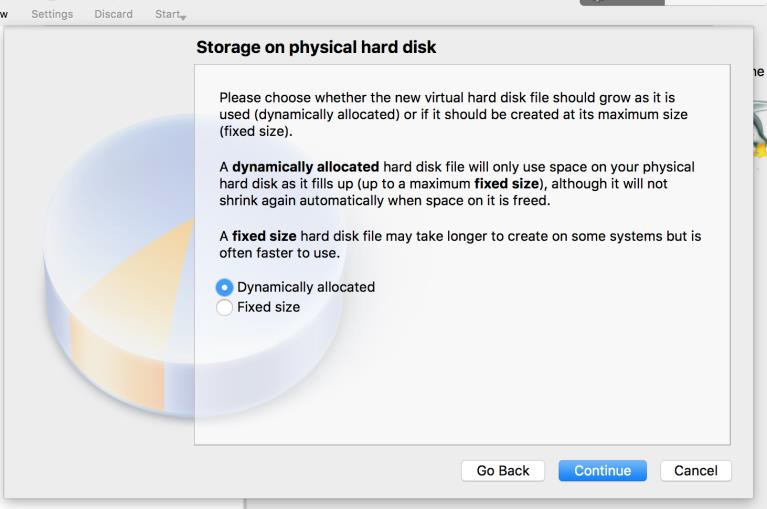 w Settings Discard Start
Storage on physical hard disk
ne
Please choose whether the new virtual hard disk file should grow as it is
used (dynamically allocated) or if it should be created at its maximum size
(fixed size).
A dynamically allocated hard disk file will only use space on your physical
hard disk as it fills up (up to a maximum fixed size), although it will not
shrink again automatically when space on it is freed.
A fixed size hard disk file may take longer to create on some systems but is
often faster to use.
Dynamically allocated
Fixed size
Go Back Continue Cancel